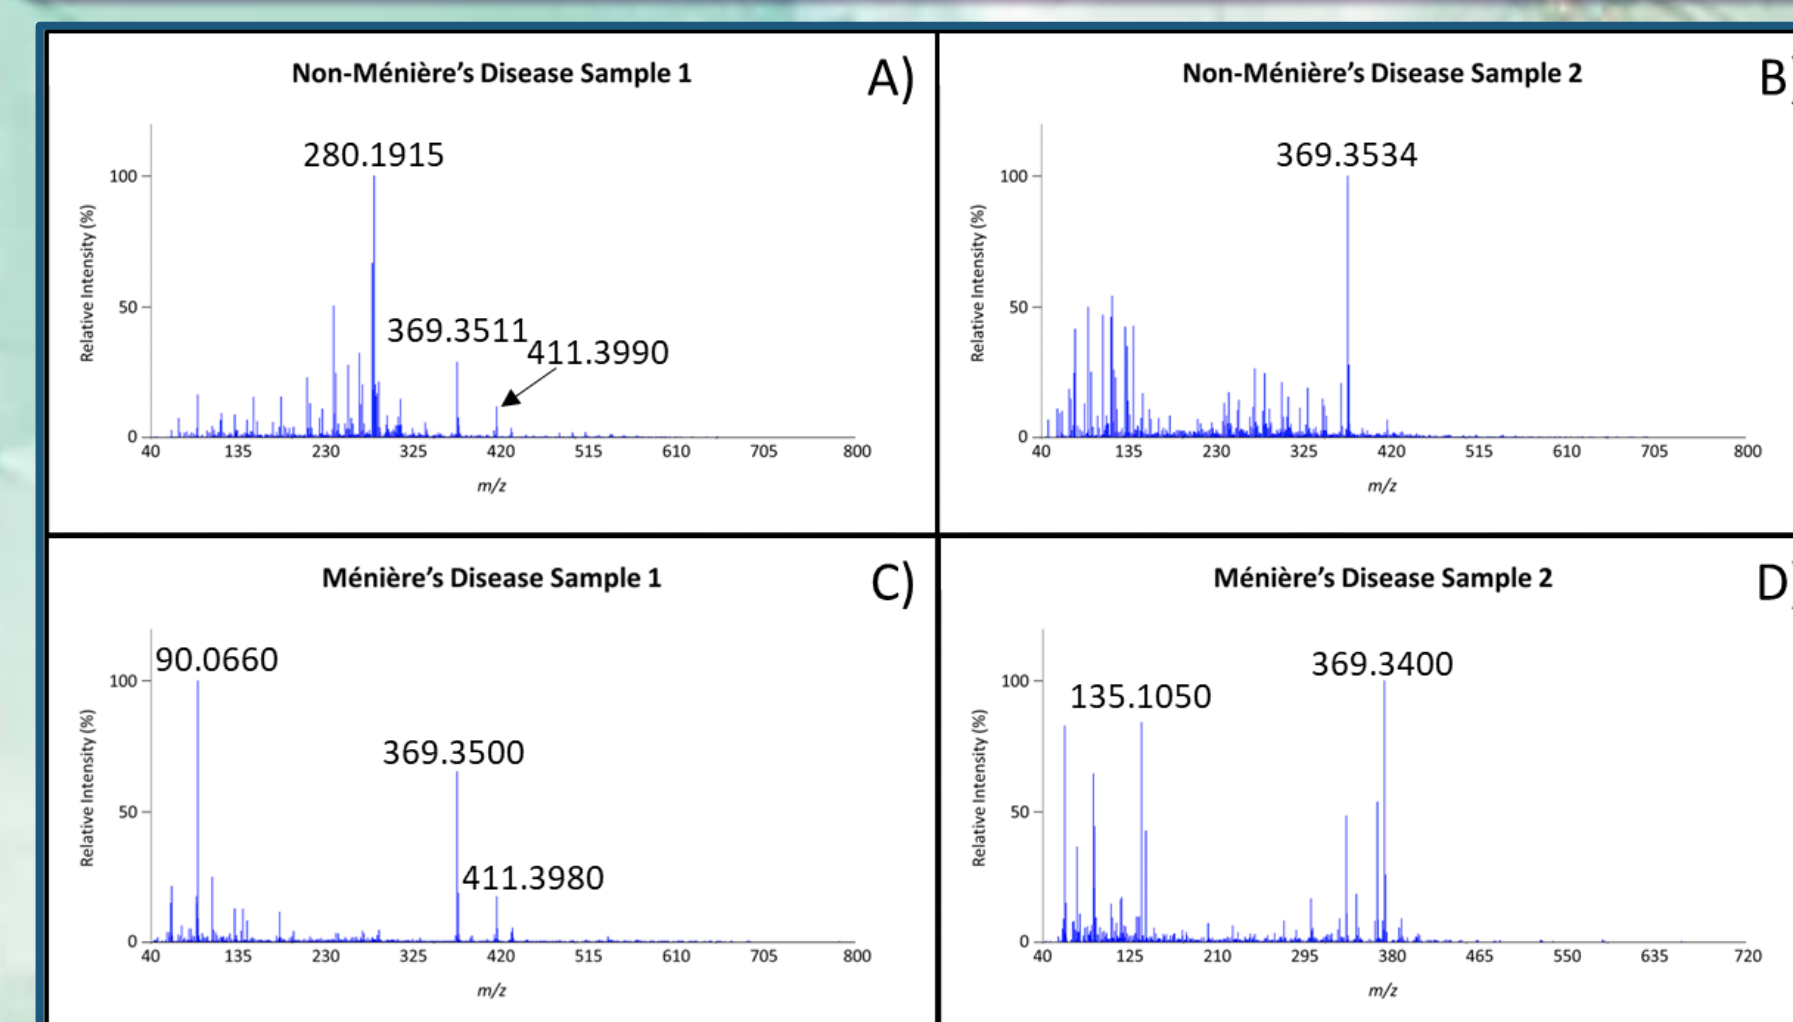 Non-Ménière's Disease Sample 1
A)
280.1915
369.3511
411.3990
100
50
0
Relative Intensity (%)
40 135 230 325 420 515 610 705 800
m/z
Non-Ménière's Disease Sample 2
B)
369.3534
100
50
0
Relative Intensity (%)
40 135 230 325 420 515 610 705 800
m/z
Ménière's Disease Sample 1
C)
90.0660
369.3500
411.3980
100
50
0
Relative Intensity (%)
40 135 230 325 420 515 610 705 800
m/z
Ménière's Disease Sample 2
D)
369.3400
135.1050
100
50
0
Relative Intensity (%)
40 125 210 295 380 465 550 635 720
m/z